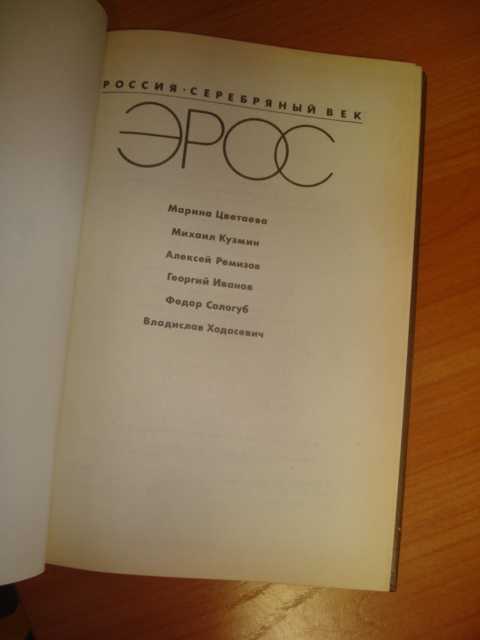 РОССИЯ · СЕРЕБРЯНЫЙ ВЕК
ЭРОС
Марина Цветаева
Михаил Кузмин
Алексей Ремизов
Георгий Иванов
Федор Сологуб
Владислав Ходасевич